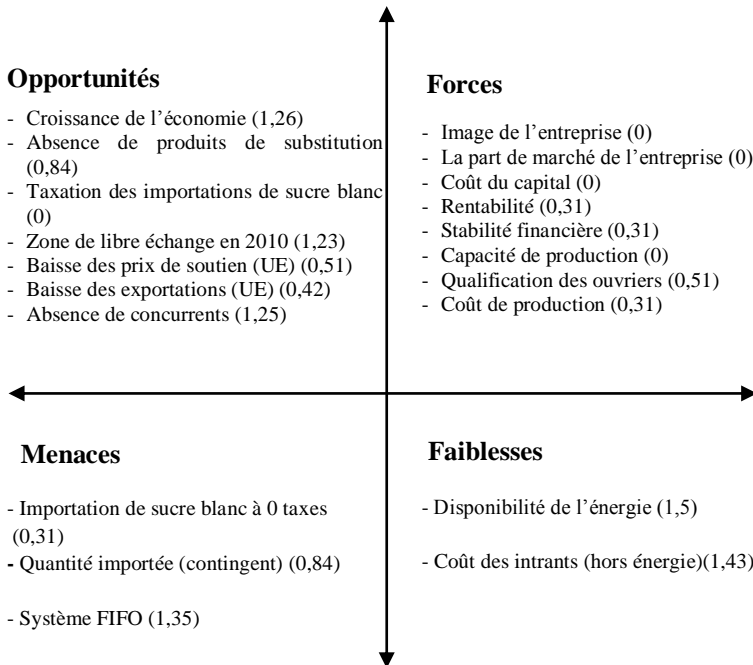 Opportunités
- Croissance de l’économie (1,26)
- Absence de produits de substitution
(0,84)
- Taxation des importations de sucre blanc
(0)
- Zone de libre échange en 2010 (1,23)
- Baisse des prix de soutien (UE) (0,51)
- Baisse des exportations (UE) (0,42)
- Absence de concurrents (1,25)
Forces
- Image de l’entreprise (0)
- La part de marché de l’entreprise (0)
- Coût du capital (0)
- Rentabilité (0,31)
- Stabilité financière (0,31)
- Capacité de production (0)
- Qualification des ouvriers (0,51)
- Coût de production (0,31)
Menaces
- Importation de sucre blanc à 0 taxes
(0,31)
- Quantité importée (contingent) (0,84)
- Système FIFO (1,35)
Faiblesses
- Disponibilité de l’énergie (1,5)
- Coût des intrants (hors énergie)(1,43)